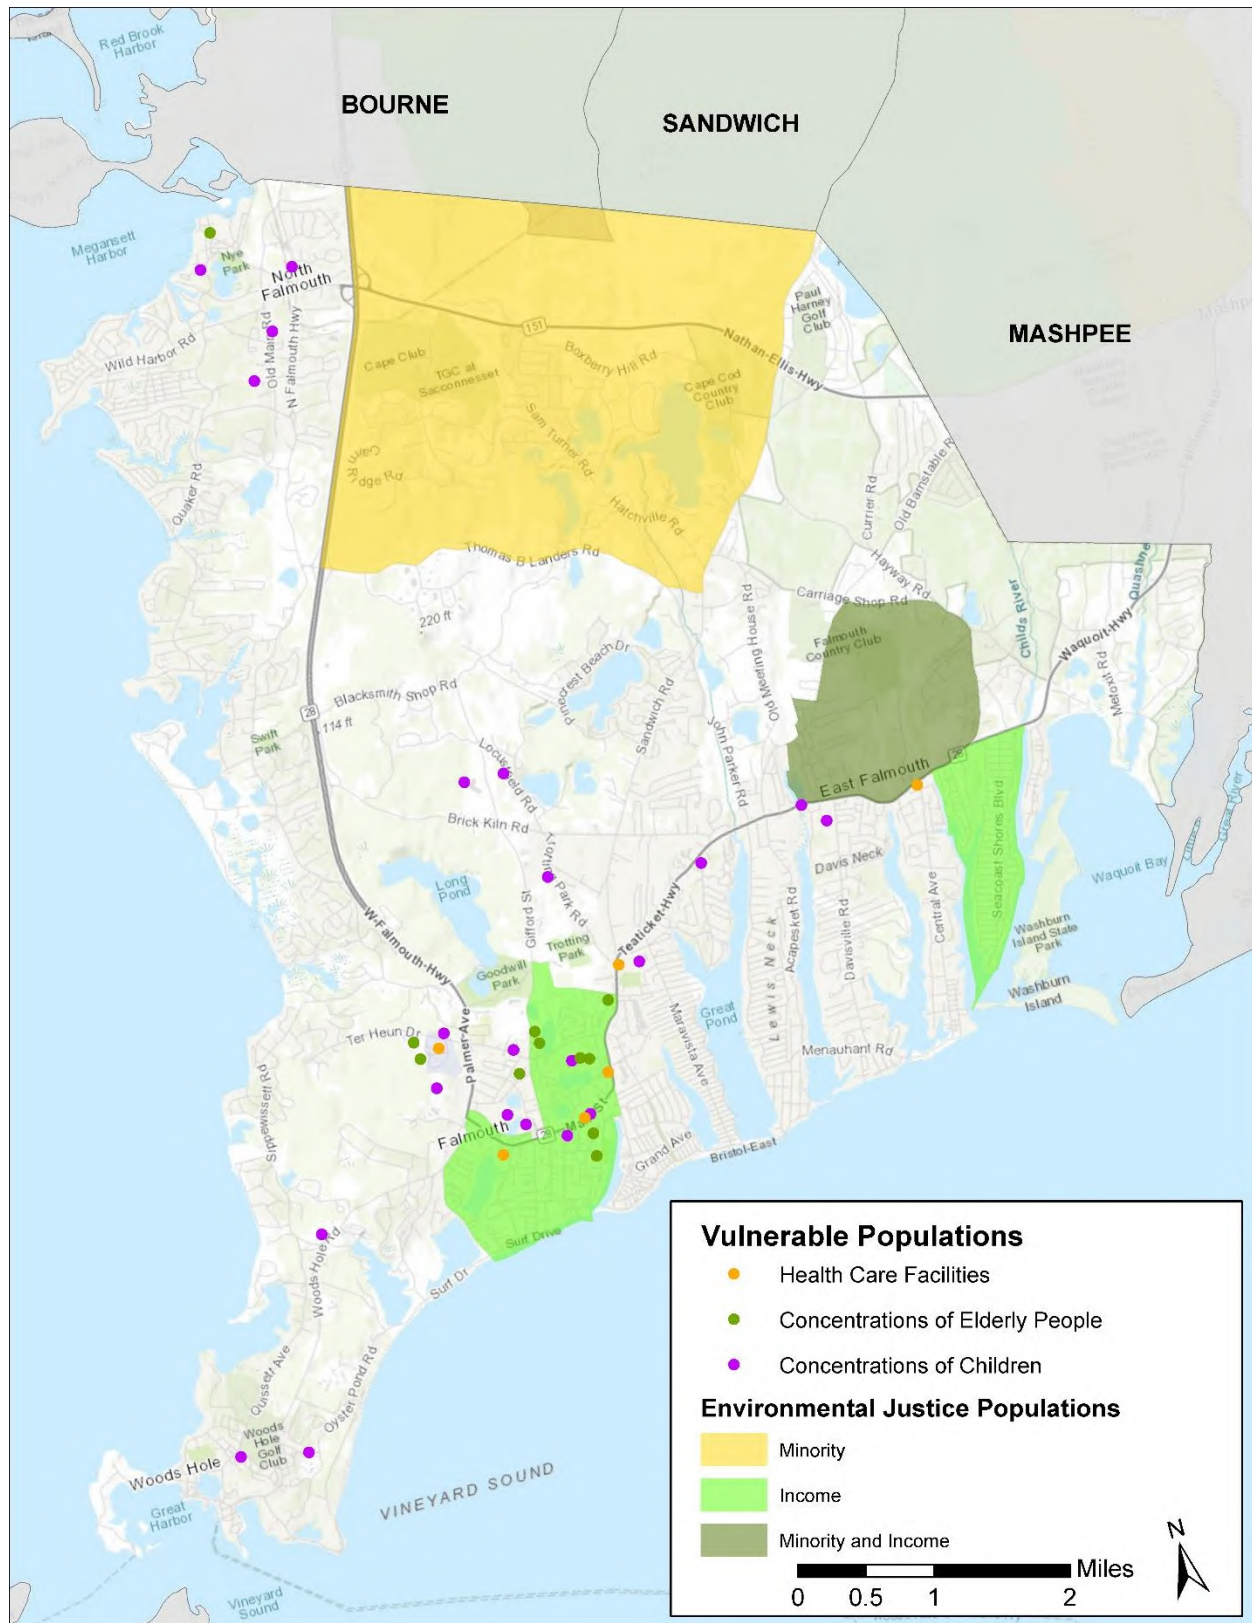 Red Brook
Harbor
BOURNE
SANDWICH
MASHPEE
Megansett
Harbor
Nye
Park
North
Falmouth
Wild Harbor Rd
Old Main Rd
N Falmouth Hwy
Quaker Rd
151
Nathan-Ellis-Hwy
Paul
Harney
Golf
Club
Cape Club
TGC at
Sacconnesset
Boxberry Hill Rd
Cape Cod
Country
Club
Sam Turner Rd
Cairn Ridge Rd
Hatchville Rd
Thomas B Landers Rd
Currier Rd
Old Barnstable R
Hayway Rd
Carriage Shop Rd
Falmouth
Country Club
Childs River
Quashne
Waquoit-Hwy
Metoxit Rd
Old Meeting House Rd
220 ft
Pinecrest Beach Dr
Sandwich Rd
Blacksmith Shop Rd
28
114 ft
Swift
Park
John Parker Rd
Locustfield Rd
Brick Kiln Rd
East Falmouth
28
Seacoast Shores Blvd
Great River
Waquoit Bay
Davis Neck
Long
Pond
Gifford St
Park Rd
Trotting
Park
Teaticket-Hwy
W-Falmouth-Hwy
Goodwill
Park
Lewis Neck
Acapesket Rd
Davisville Rd
Central Ave
Washburn
Island State
Park
Washburn
Island
Great
Pond
Maravista Ave
Menauhant Rd
Ter Heun Dr
Palmer-Ave
Sippewissett Rd
Falmouth
28
Grand Ave
Bristol-East
Surf Drive
Surf Dr
Woods Hole Rd
Quissett Ave
Oyster Pond Rd
Woods
Hole
Golf
Club
Woods Hole
Great
Harbor
VINEYARD SOUND
Vineyard
Sound
Vulnerable Populations
Health Care Facilities
Concentrations of Elderly People
Concentrations of Children
Environmental Justice Populations
Minority
Income
Minority and Income
N
Miles
0 0.5 1 2